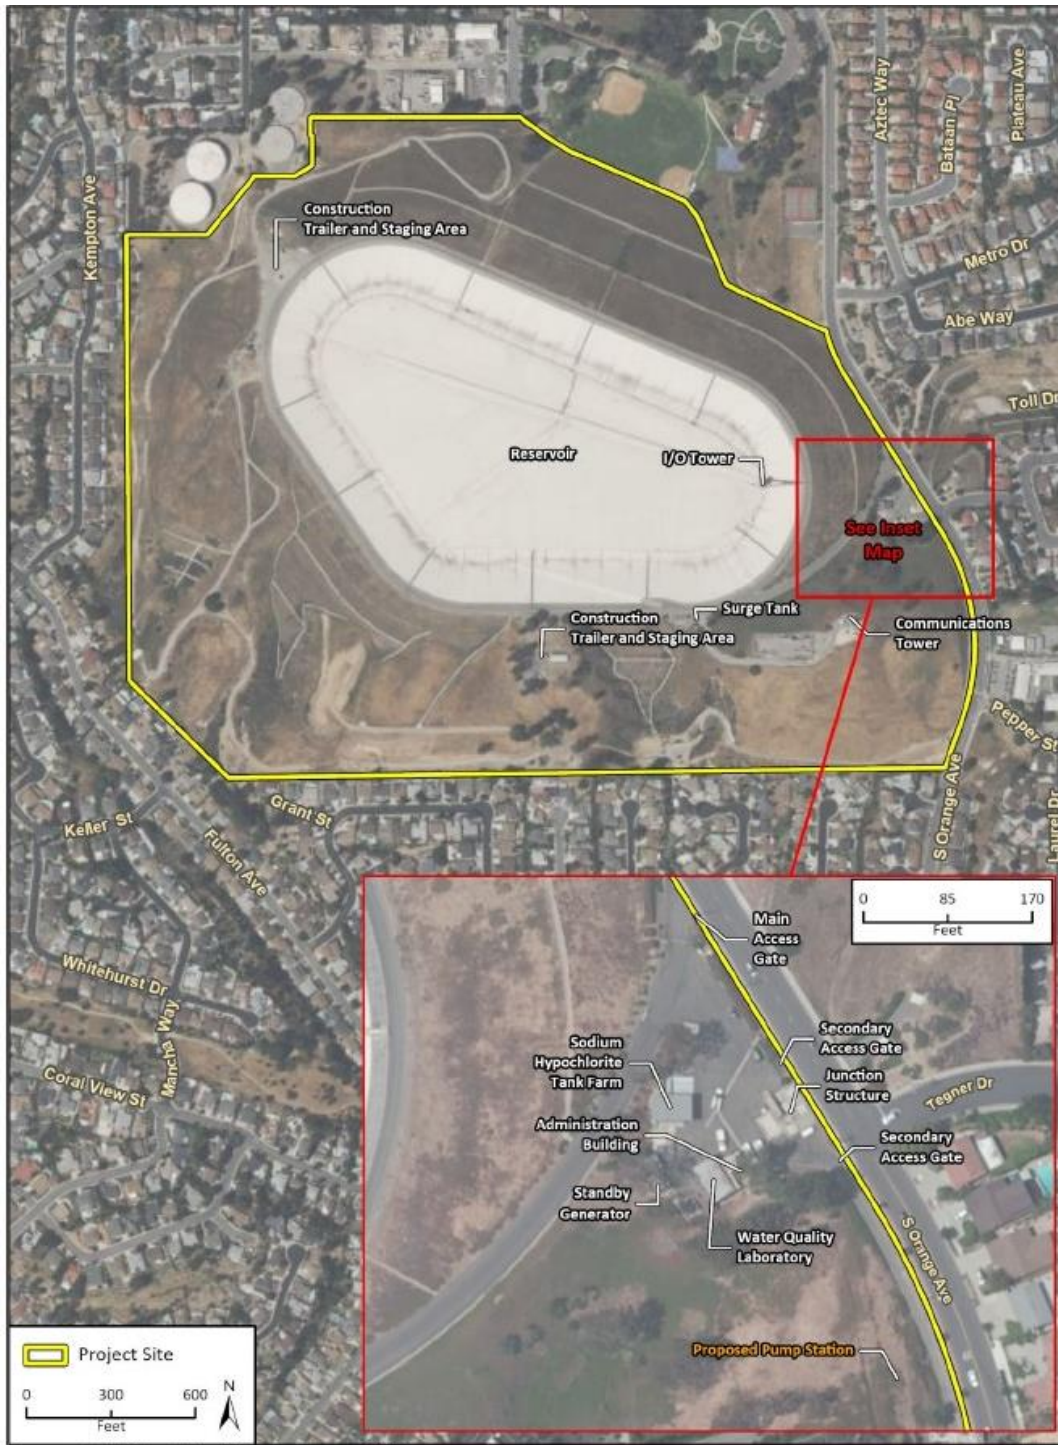 Aztec Way
Bataan Pl
Plateau Ave
Kempton Ave
Construction
Trailer and Staging Area
Metro Dr
Abe Way
Toll Dr
Reservoir
I/O Tower
See Inset
Map
Surge Tank
Construction
Trailer and Staging Area
Communications
Tower
Pepper St
S Orange Ave
Laurel Dr
Grant St
Keller St
Fulton Ave
Whitehurst Dr
Mancha Way
Coral View St
0 85 170
Feet
Main
Access
Gate
Secondary
Access Gate
Sodium
Hypochlorite
Tank Farm
Junction
Structure
Tegner Dr
Administration
Building
Secondary
Access Gate
Standby
Generator
Water Quality
Laboratory
S Orange Ave
Proposed Pump Station
Project Site
0 300 600
Feet
N